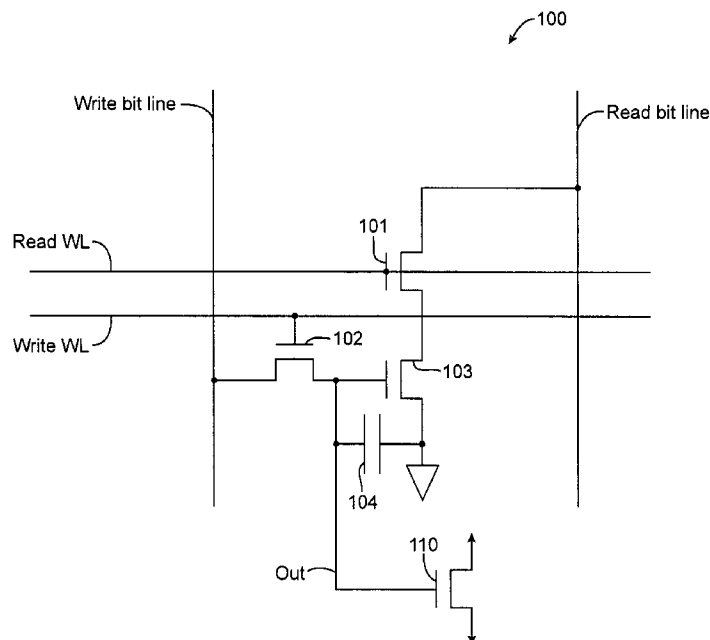 100
Write bit line
Read bit line
101
Read WL
Write WL
102
103
104
110
Out